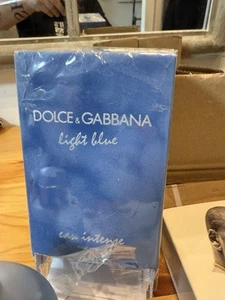 DOLCE & GABBANA
light blue
eau intense